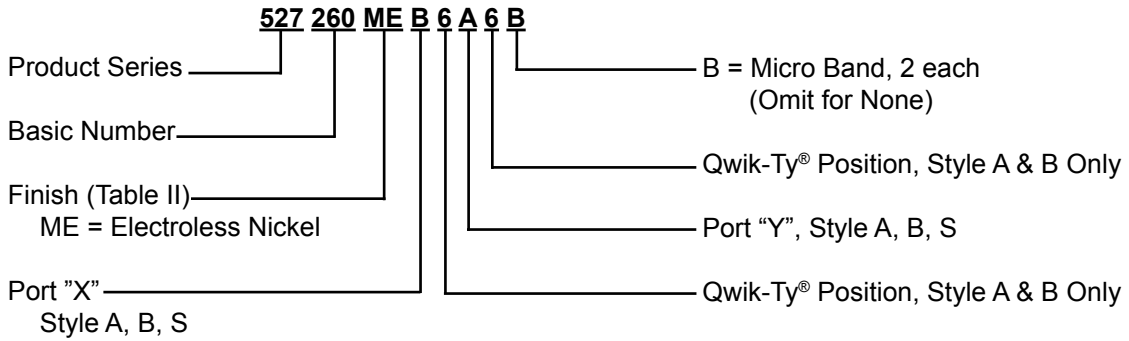 527 260 ME B 6 A 6 B
Product Series
B = Micro Band, 2 each
(Omit for None)
Basic Number
Qwik-Ty® Position, Style A & B Only
Finish (Table II)
ME = Electroless Nickel
Port “Y”, Style A, B, S
Port ”X”
Style A, B, S
Qwik-Ty® Position, Style A & B Only